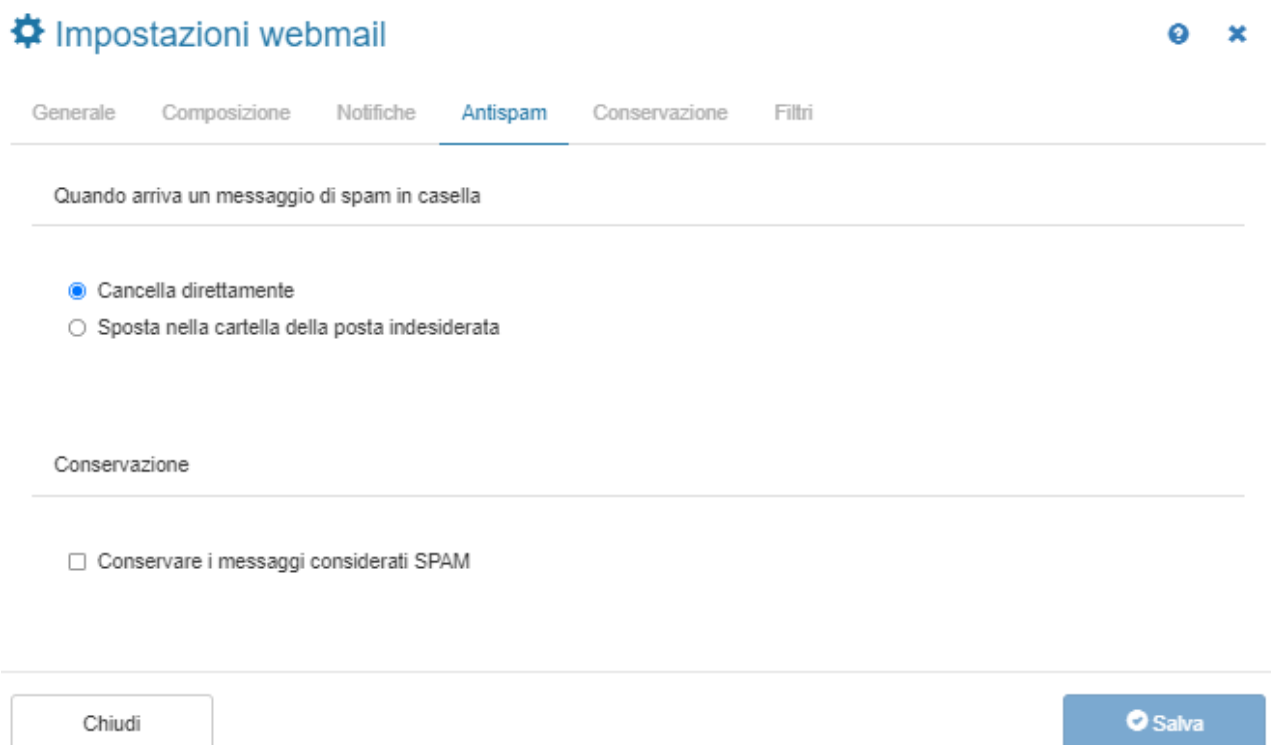 Impostazioni webmail
Generale Composizione Notifiche Antispam Conservazione Filtri
Quando arriva un messaggio di spam in casella
Cancella direttamente
Sposta nella cartella della posta indesiderata
Conservazione
Conservare i messaggi considerati SPAM
Chiudi Salva